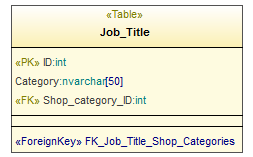 «Table»
Job_Title
«PK» ID:int
Category:nvarchar[50]
«FK» Shop_category_ID:int
«ForeignKey» FK_Job_Title_Shop_Categories